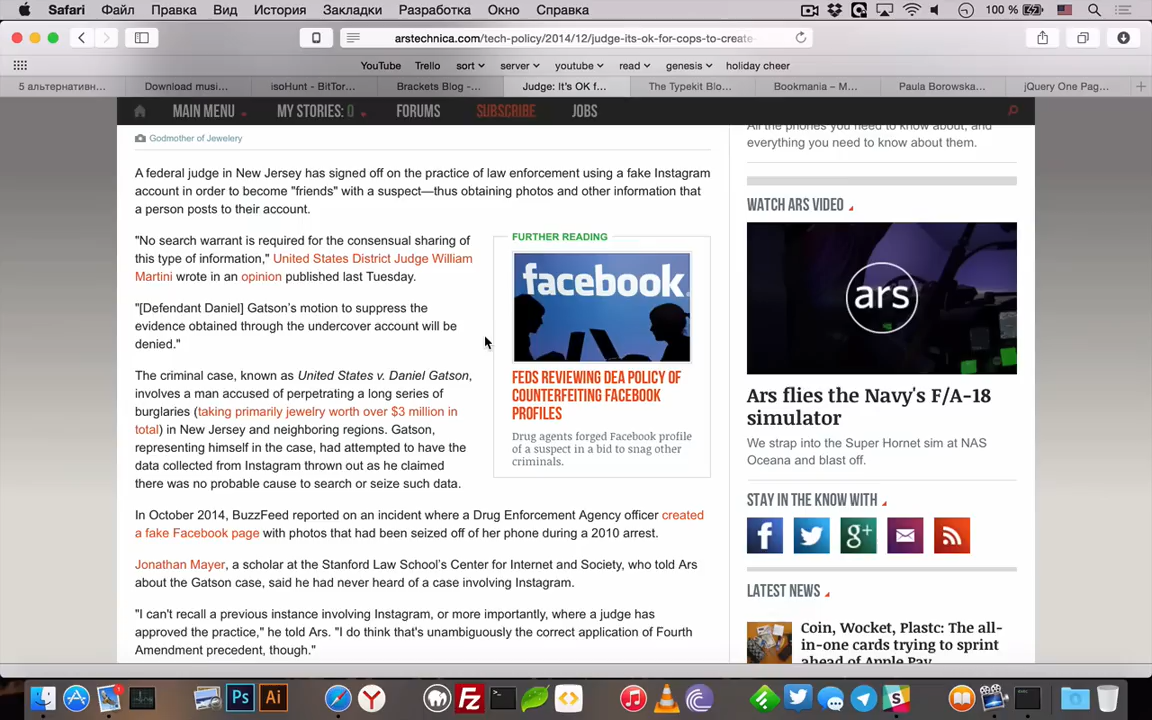 Safari Файл Правка Вид История Закладки Разработка Окно Справка 100 %
arstechnica.com/tech-policy/2014/12/judge-its-ok-for-cops-to-create-
YouTube Trello sort server youtube read genesis holiday cheer
5 альтернативн... Download musi... isoHunt - BitTor... Brackets Blog -... Judge: It's OK f... The Typekit Blo... Bookmania – M... Paula Borowska... jQuery One Pag...
MAIN MENU MY STORIES: 0 FORUMS SUBSCRIBE JOBS
Godmother of Jewelery
A federal judge in New Jersey has signed off on the practice of law enforcement using a fake Instagram
account in order to become "friends" with a suspect—thus obtaining photos and other information that
a person posts to their account.
"No search warrant is required for the consensual sharing of
this type of information," United States District Judge William
Martini wrote in an opinion published last Tuesday.
"[Defendant Daniel] Gatson's motion to suppress the
evidence obtained through the undercover account will be
denied."
The criminal case, known as United States v. Daniel Gatson,
involves a man accused of perpetrating a long series of
burglaries (taking primarily jewelry worth over $3 million in
total) in New Jersey and neighboring regions. Gatson,
representing himself in the case, had attempted to have the
data collected from Instagram thrown out as he claimed
there was no probable cause to search or seize such data.
FURTHER READING
facebook
FEDS REVIEWING DEA POLICY OF
COUNTERFEITING FACEBOOK
PROFILES
Drug agents forged Facebook profile
of a suspect in a bid to snag other
criminals.
In October 2014, BuzzFeed reported on an incident where a Drug Enforcement Agency officer created
a fake Facebook page with photos that had been seized off of her phone during a 2010 arrest.
Jonathan Mayer, a scholar at the Stanford Law School's Center for Internet and Society, who told Ars
about the Gatson case, said he had never heard of a case involving Instagram.
"I can't recall a previous instance involving Instagram, or more importantly, where a judge has
approved the practice," he told Ars. "I do think that's unambiguously the correct application of Fourth
Amendment precedent, though."
All the phones you need to know about, and
everything you need to know about them.
WATCH ARS VIDEO
ars
Ars flies the Navy's F/A-18
simulator
We strap into the Super Hornet sim at NAS
Oceana and blast off.
STAY IN THE KNOW WITH
f g+
LATEST NEWS
Coin, Wocket, Plastc: The all-
in-one cards trying to sprint
ahead of Apple Pay
1 Ps Ai Y Fz